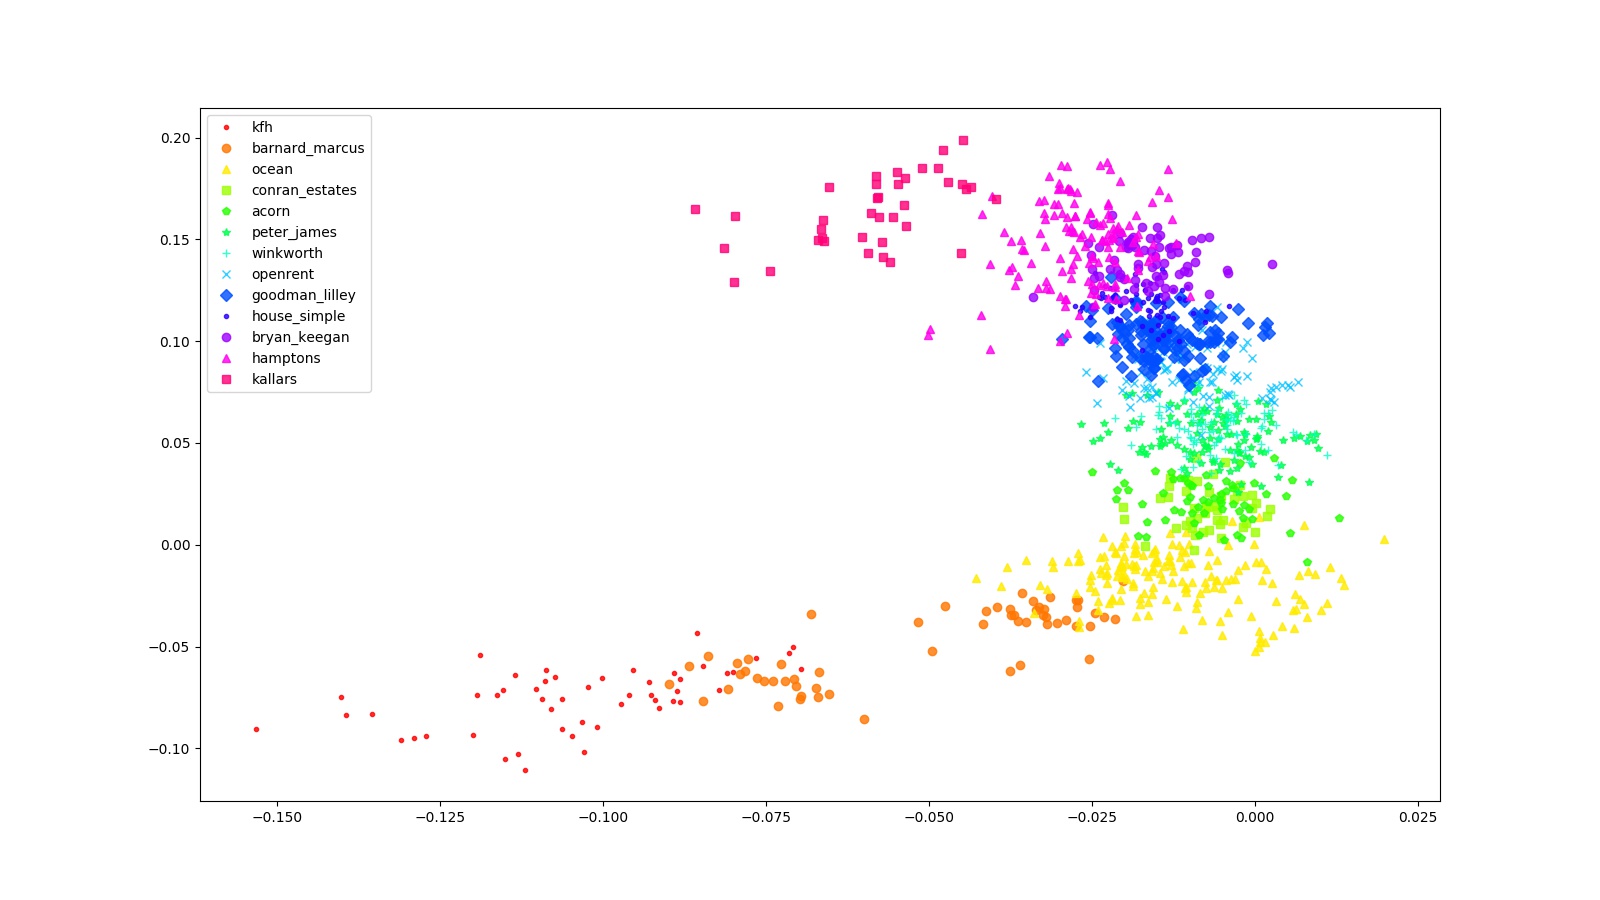 0.20
0.15
0.10
0.05
0.00
−0.05
−0.10
kfh
barnard_marcus
ocean
conran_estates
acorn
peter_james
winkworth
openrent
goodman_lilley
house_simple
bryan_keegan
hamptons
kallars
−0.150 −0.125 −0.100 −0.075 −0.050 −0.025 0.000 0.025